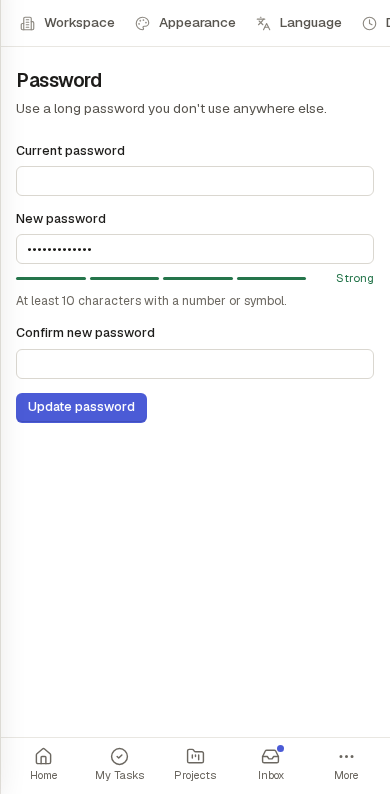 Workspace Appearance Language
Password
Use a long password you don't use anywhere else.
Current password
New password
•••••••••••••
Strong
At least 10 characters with a number or symbol.
Confirm new password
Update password
Home My Tasks Projects Inbox More